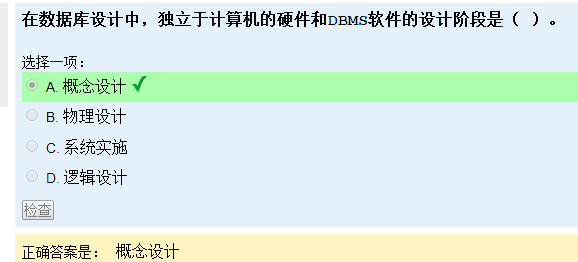 在数据库设计中，独立于计算机的硬件和DBMS软件的设计阶段是（ ）。
选择一项：
A. 概念设计 ✓
B. 物理设计
C. 系统实施
D. 逻辑设计
检查
正确答案是： 概念设计